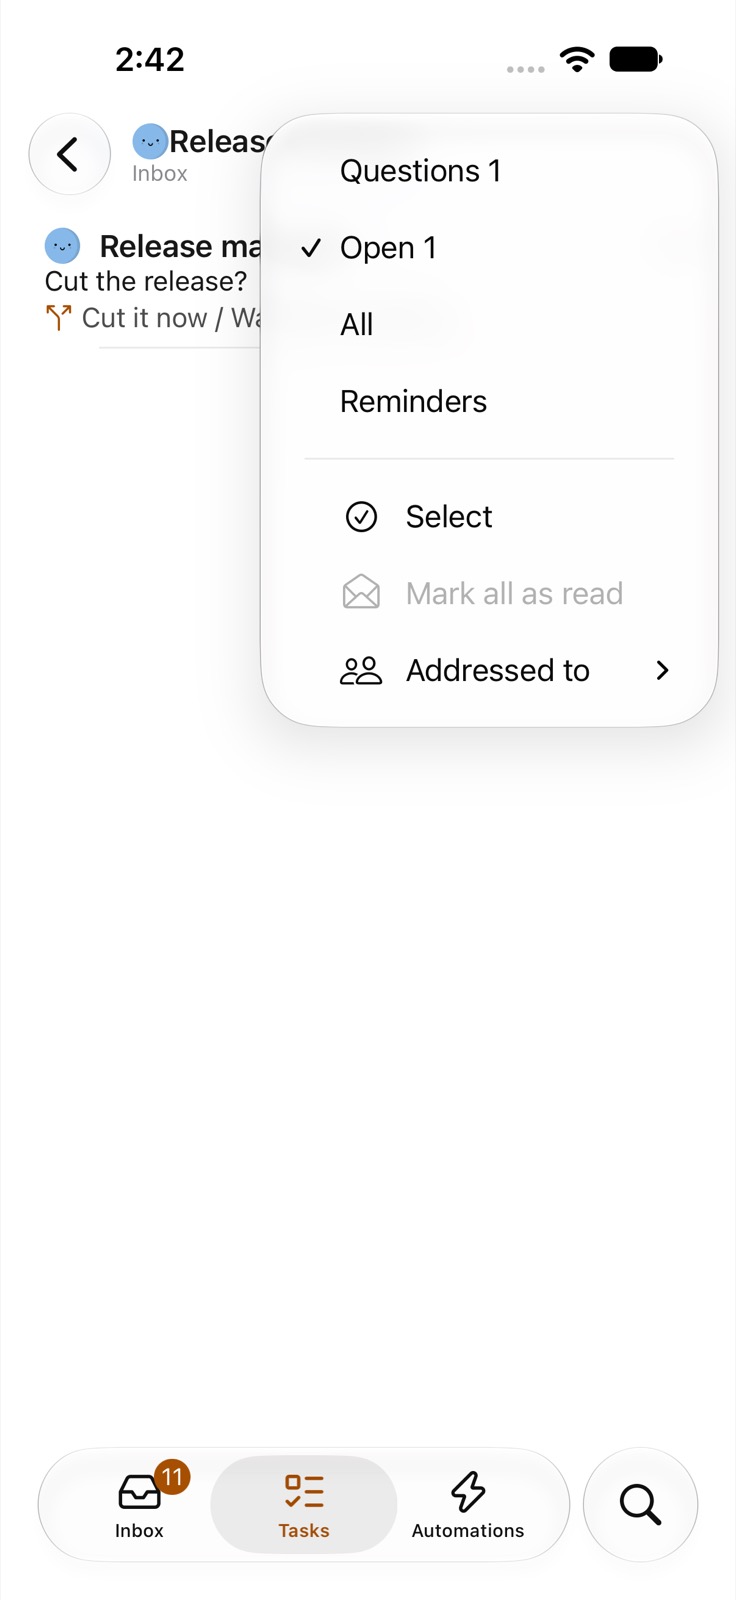 2:42
Release
Inbox
Release ma
Cut the release?
Cut it now / Wa
Questions 1
Open 1
All
Reminders
Select
Mark all as read
Addressed to
11
Inbox
Tasks
Automations